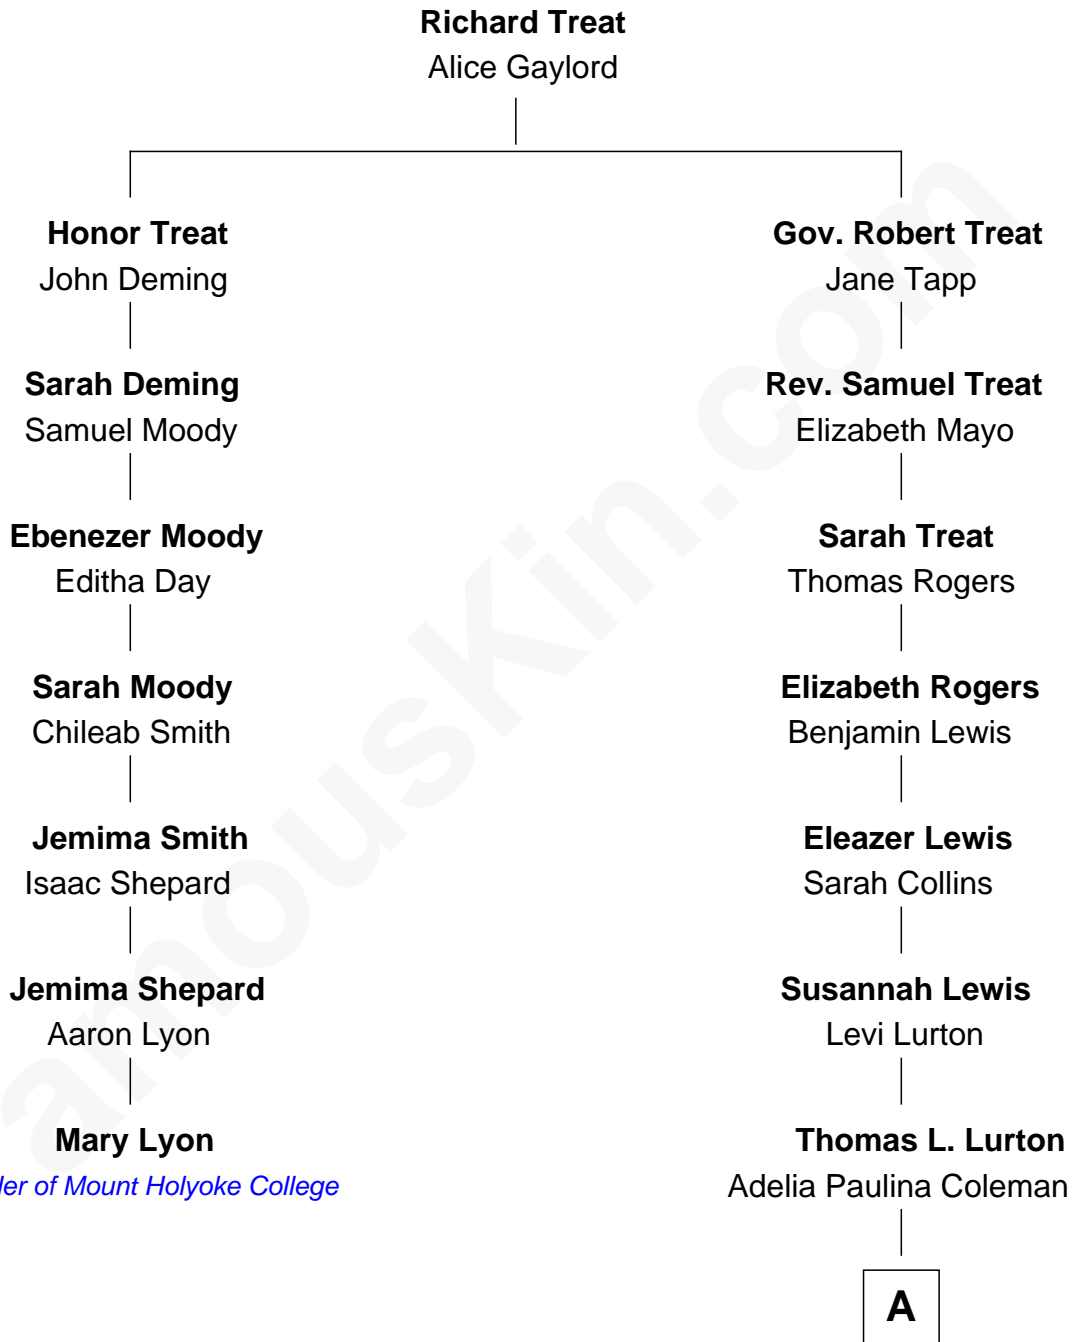 Richard Treat
Alice Gaylord
Honor Treat
John Deming
Gov. Robert Treat
Jane Tapp
Sarah Deming
Samuel Moody
Rev. Samuel Treat
Elizabeth Mayo
Ebenezer Moody
Editha Day
Sarah Treat
Thomas Rogers
Sarah Moody
Chileab Smith
Elizabeth Rogers
Benjamin Lewis
Jemima Smith
Isaac Shepard
Eleazer Lewis
Sarah Collins
Jemima Shepard
Aaron Lyon
Susannah Lewis
Levi Lurton
Mary Lyon
der of Mount Holyoke College
Thomas L. Lurton
Adelia Paulina Coleman
A
amouskin.com